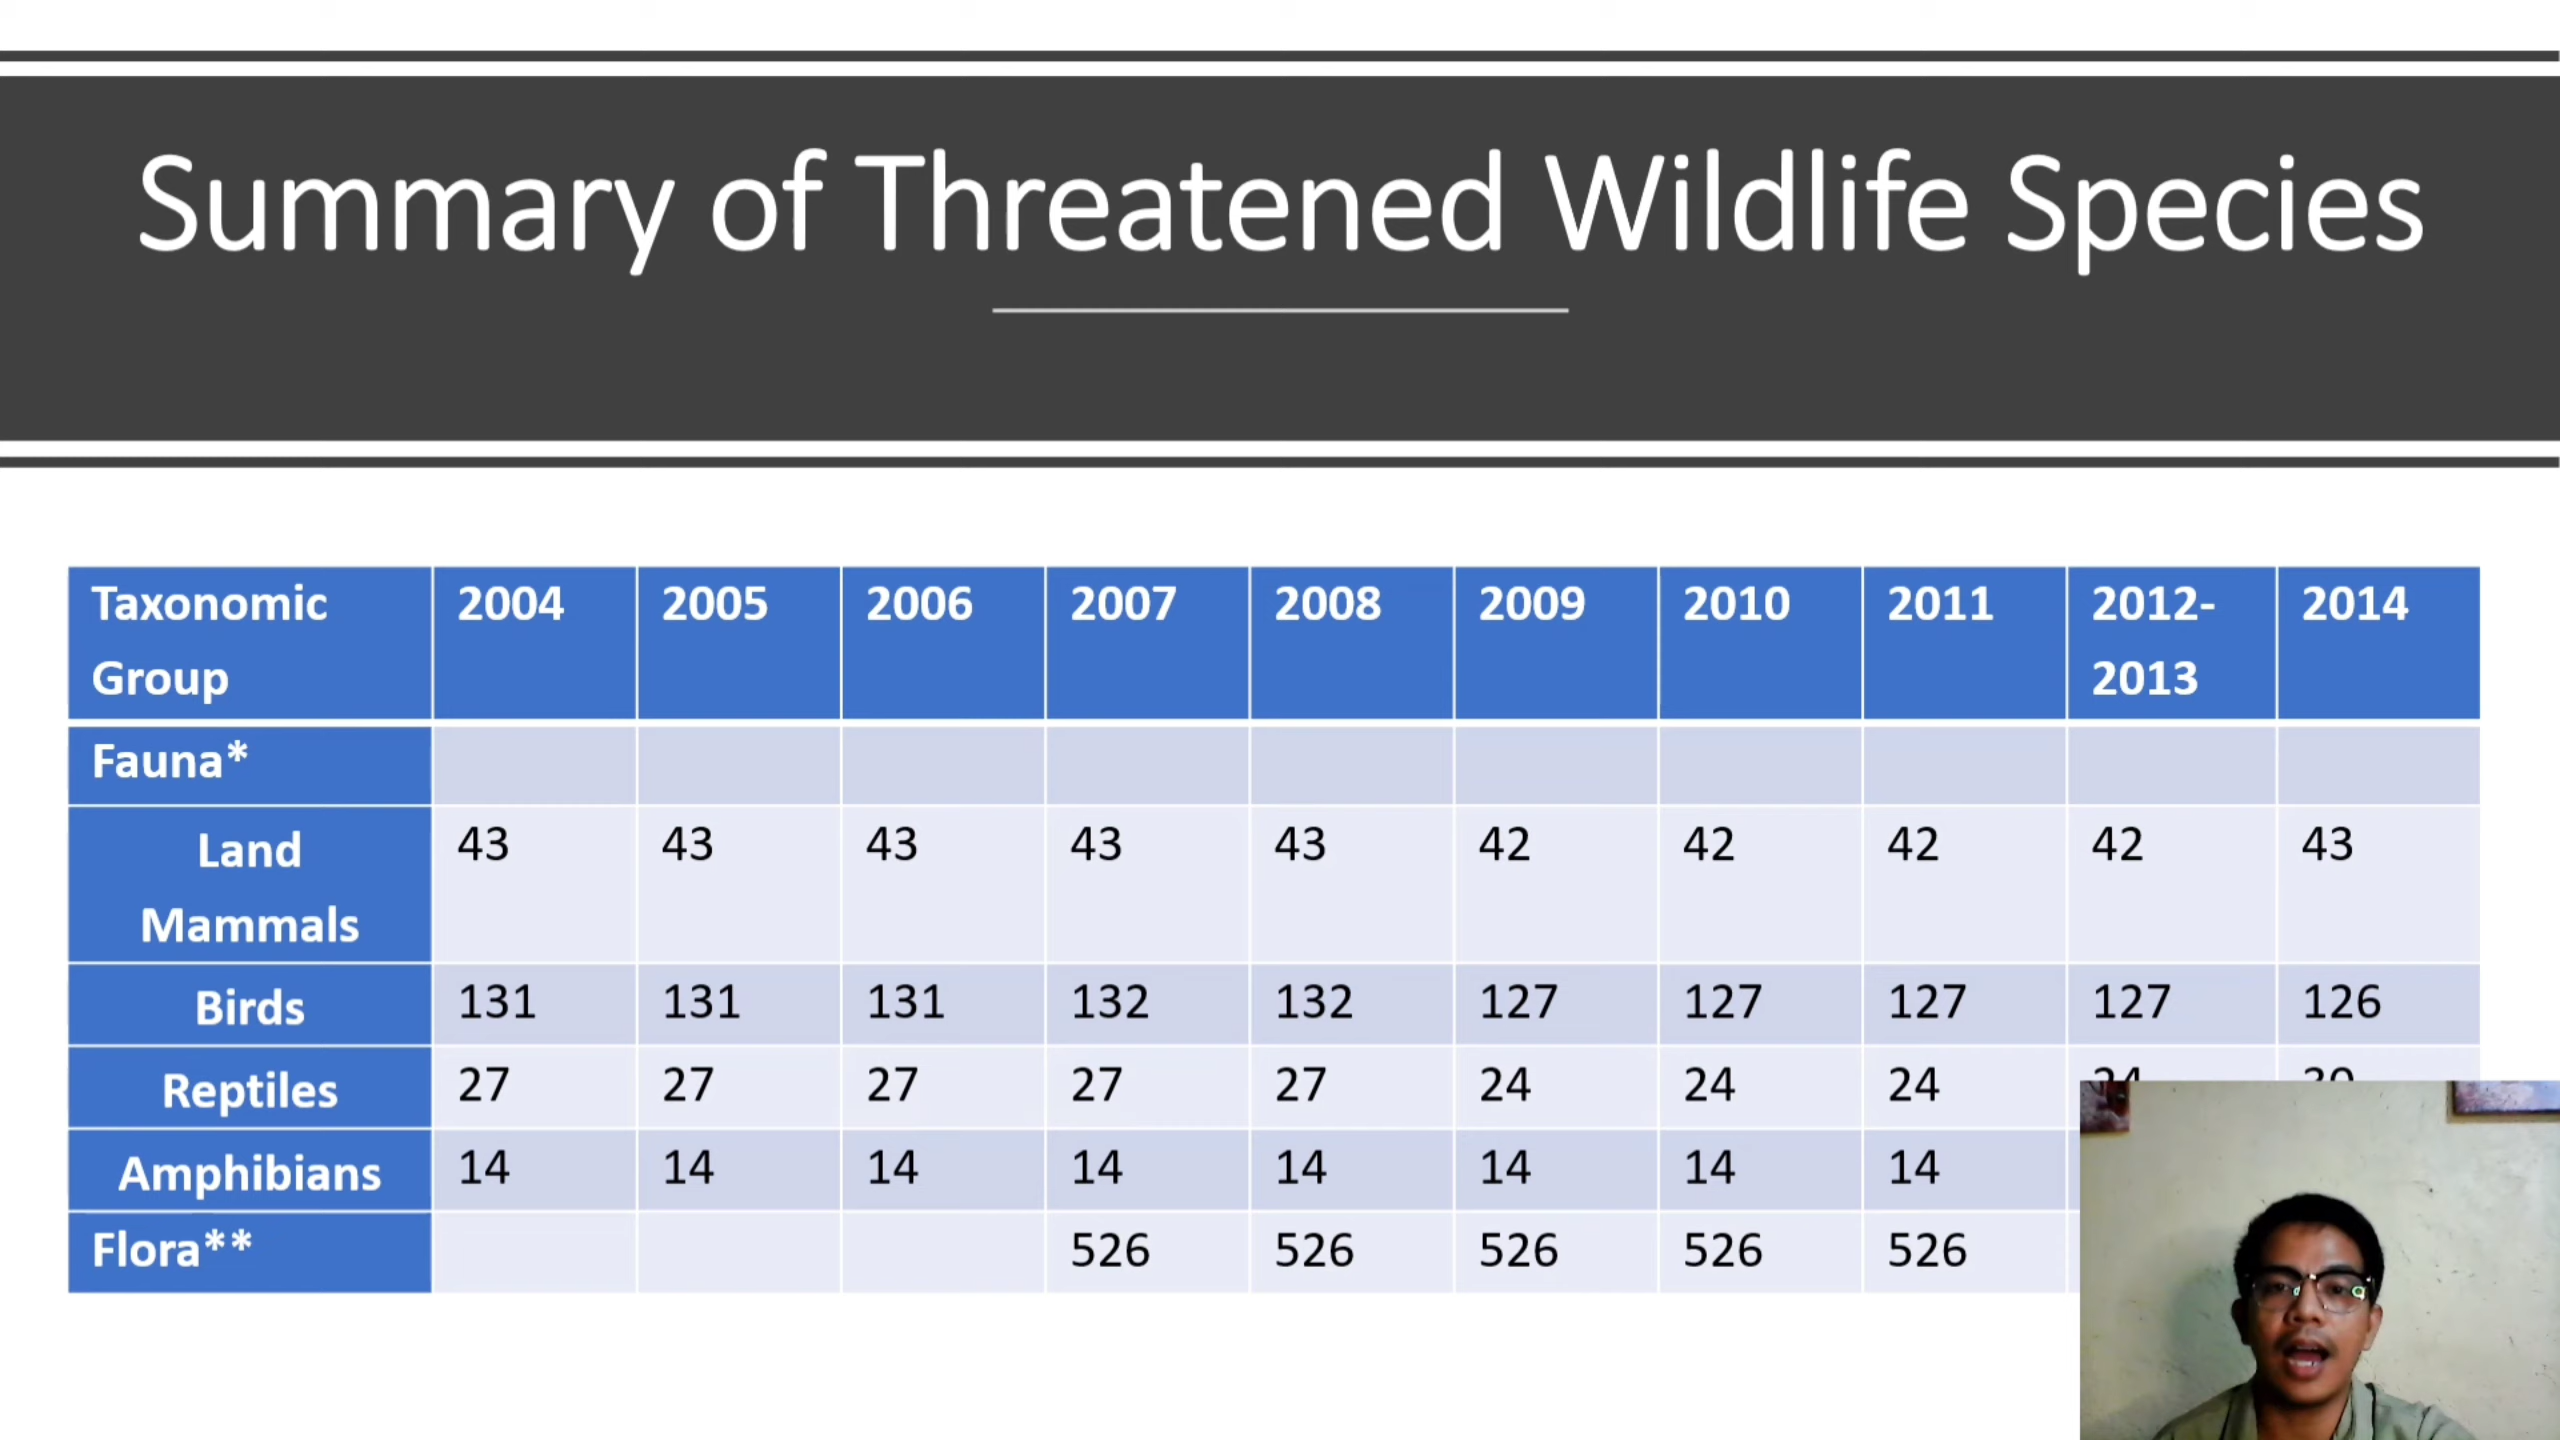 Summary of Threatened Wildlife Species
Taxonomic Group 2004 2005 2006 2007 2008 2009 2010 2011 2012-2013 2014
Fauna*
Land Mammals 43 43 43 43 43 42 42 42 42 43
Birds 131 131 131 132 132 127 127 127 127 126
Reptiles 27 27 27 27 27 24 24 24
Amphibians 14 14 14 14 14 14 14 14
Flora** 526 526 526 526 526